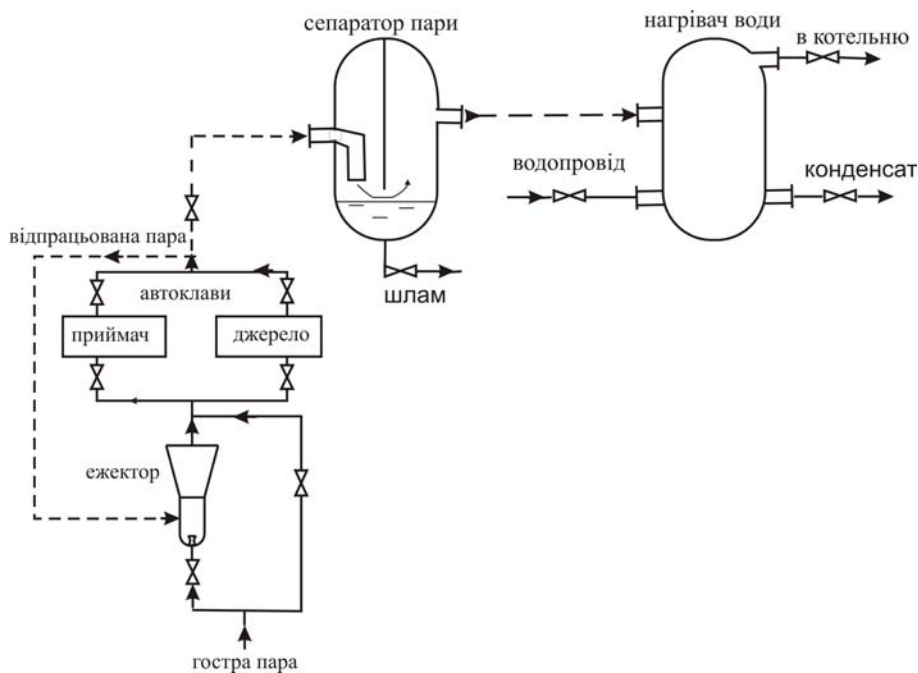 сепаратор пари
нагрівач води
в котельню
водопровід
конденсат
відпрацьована пара
автоклави
шлам
приймач
джерело
ежектор
гостра пара